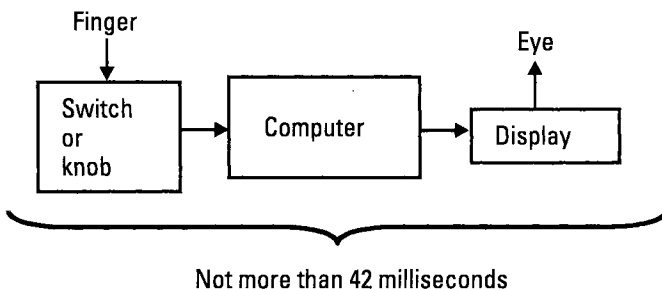 Finger
Eye
Switch
or
knob
Computer
Display
Not more than 42 milliseconds